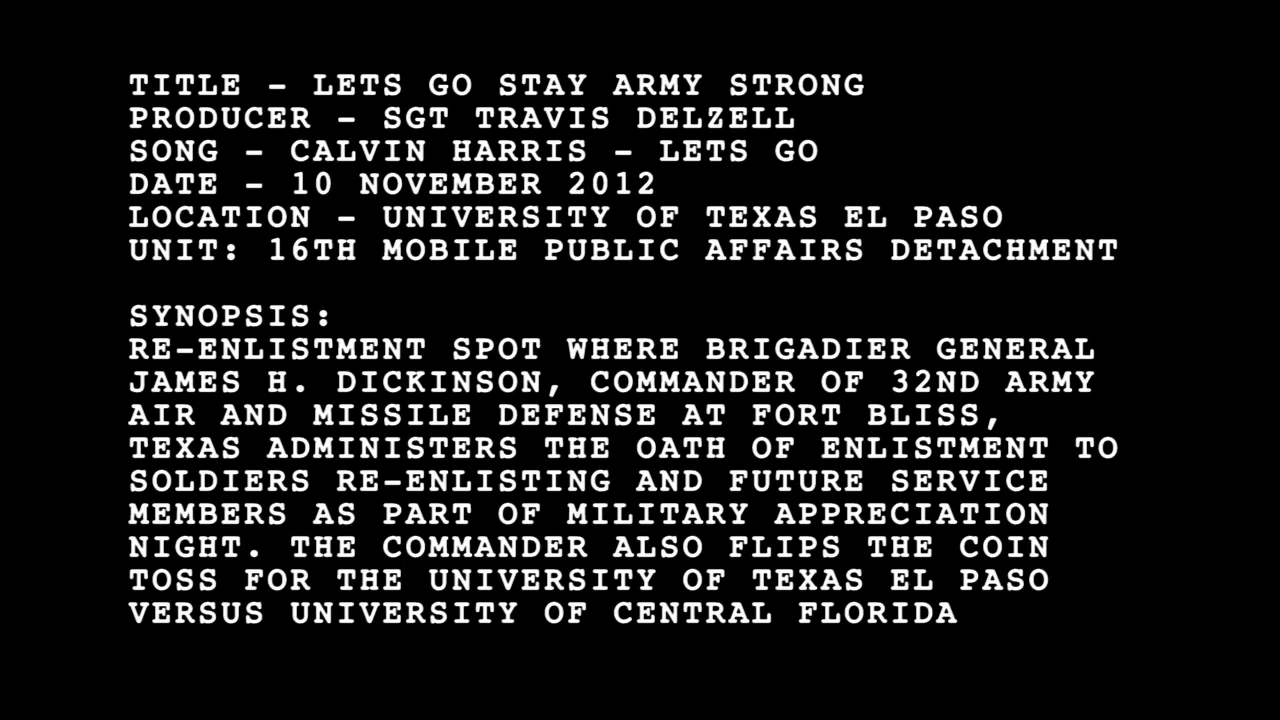 TITLE - LETS GO STAY ARMY STRONG
PRODUCER - SGT TRAVIS DELZELL
SONG - CALVIN HARRIS - LETS GO
DATE - 10 NOVEMBER 2012
LOCATION - UNIVERSITY OF TEXAS EL PASO
UNIT: 16TH MOBILE PUBLIC AFFAIRS DETACHMENT
SYNOPSIS:
RE-ENLISTMENT SPOT WHERE BRIGADIER GENERAL
JAMES H. DICKINSON, COMMANDER OF 32ND ARMY
AIR AND MISSILE DEFENSE AT FORT BLISS,
TEXAS ADMINISTERS THE OATH OF ENLISTMENT TO
SOLDIERS RE-ENLISTING AND FUTURE SERVICE
MEMBERS AS PART OF MILITARY APPRECIATION
NIGHT. THE COMMANDER ALSO FLIPS THE COIN
TOSS FOR THE UNIVERSITY OF TEXAS EL PASO
VERSUS UNIVERSITY OF CENTRAL FLORIDA